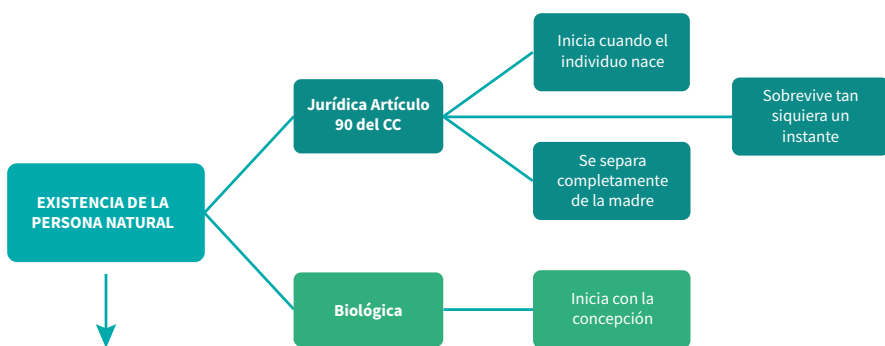 Inicia cuando el
individuo nace
Jurídica Artículo
90 del CC
Sobrevive tan
siquiera un
instante
Se separa
completamente
de la madre
EXISTENCIA DE LA
PERSONA NATURAL
Biológica
Inicia con la
concepción